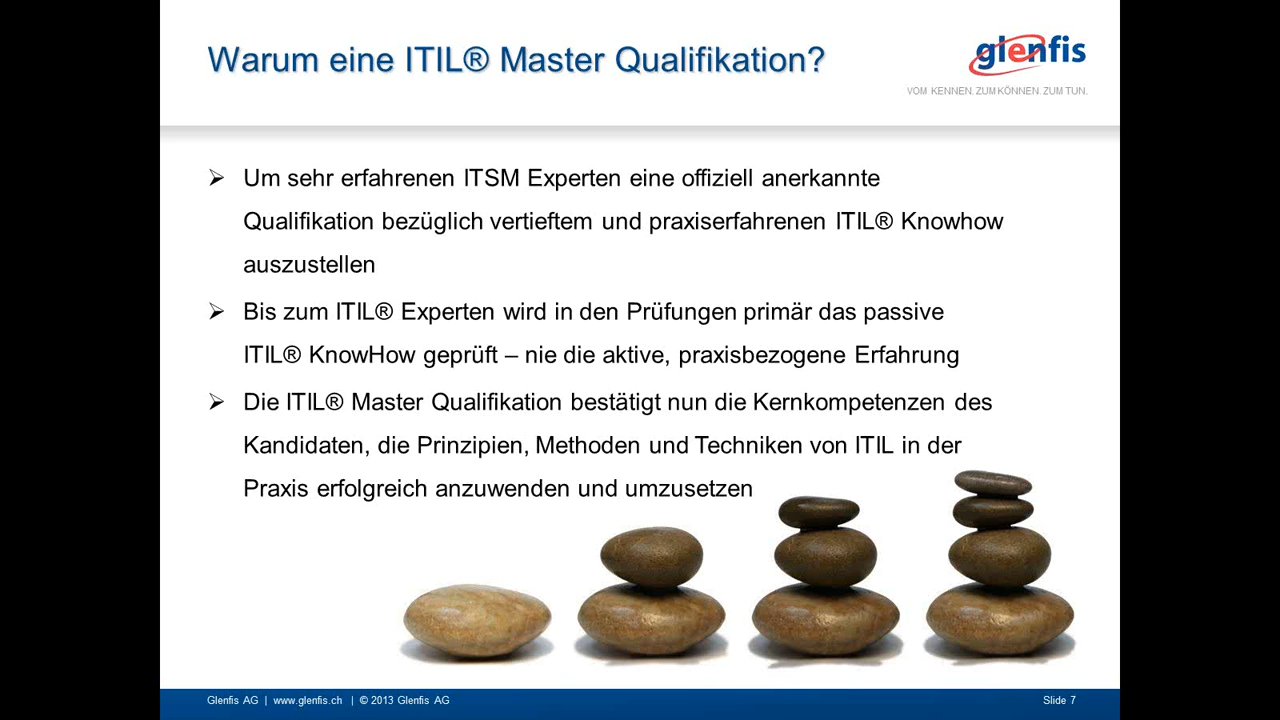 Warum eine ITIL® Master Qualifikation?
glenfis
VOM KENNEN. ZUM KÖNNEN. ZUM TUN.
Um sehr erfahrenen ITSM Experten eine offiziell anerkannte
Qualifikation bezüglich vertieftem und praxiserfahrenen ITIL® Knowhow
auszustellen
Bis zum ITIL® Experten wird in den Prüfungen primär das passive
ITIL® KnowHow geprüft – nie die aktive, praxisbezogene Erfahrung
Die ITIL® Master Qualifikation bestätigt nun die Kernkompetenzen des
Kandidaten, die Prinzipien, Methoden und Techniken von ITIL in der
Praxis erfolgreich anzuwenden und umzusetzen
Glenfis AG | www.glenfis.ch | © 2013 Glenfis AG
Slide 7